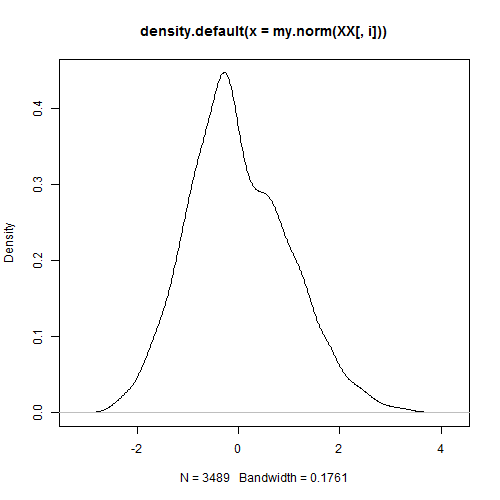 density.default(x = my.norm(XX[, i]))
Density
0.4
0.3
0.2
0.1
0.0
-2 0 2 4
N = 3489 Bandwidth = 0.1761